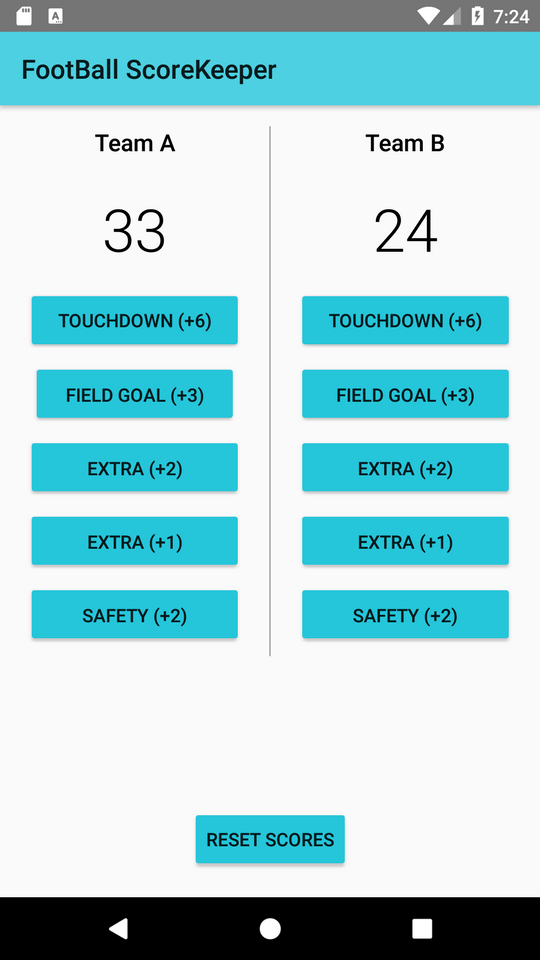 7:24
FootBall ScoreKeeper
Team A
33
TOUCHDOWN (+6)
FIELD GOAL (+3)
EXTRA (+2)
EXTRA (+1)
SAFETY (+2)
Team B
24
TOUCHDOWN (+6)
FIELD GOAL (+3)
EXTRA (+2)
EXTRA (+1)
SAFETY (+2)
RESET SCORES